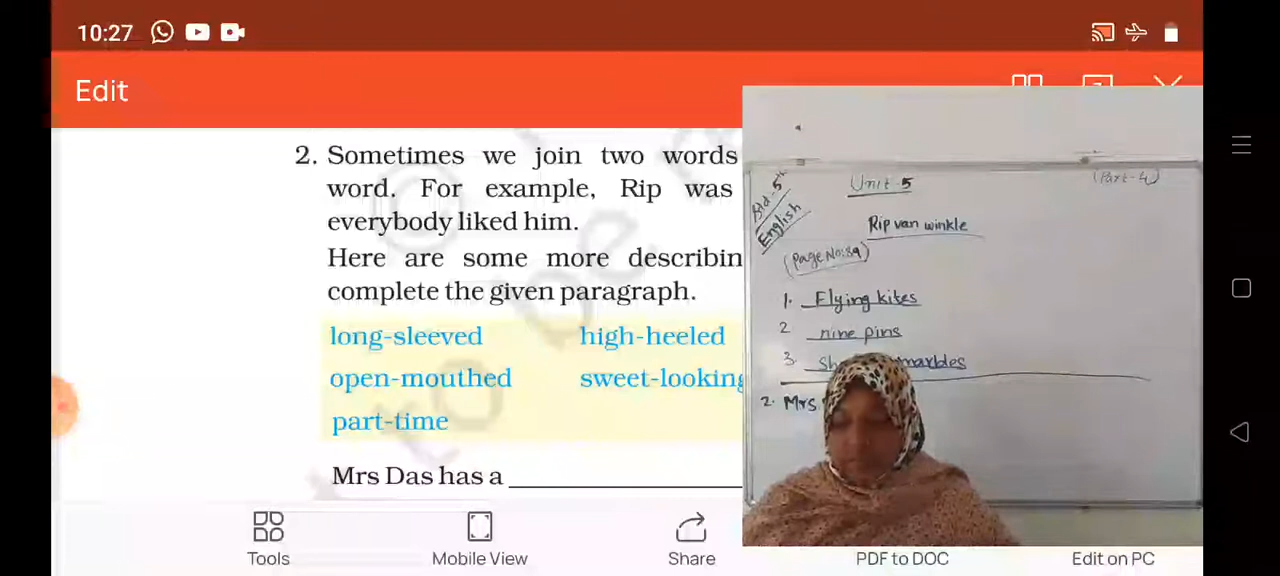 10:27
Edit
2. Sometimes we join two words
word. For example, Rip was
everybody liked him.
Here are some more describin
complete the given paragraph.
long-sleeved high-heeled
open-mouthed sweet-looking
part-time
Mrs Das has a ____________
Tools Mobile View Share PDF to DOC Edit on PC
Std-5th
English
Unit-5
(Part-4)
Rip van winkle
(Page No:89)
1. Flying kites
2 nine pins
3. sh marbles
2. Mrs